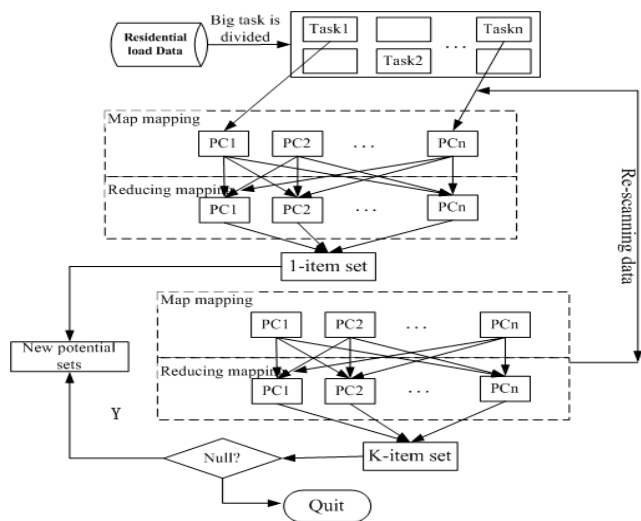 Residential
load Data
Big task is
divided
Task1
Taskn
...
Task2
Map mapping
PC1
PC2
...
PCn
Reducing mapping
PC1
PC2
...
PCn
1-item set
Re-scanning data
Map mapping
PC1
PC2
...
PCn
Reducing mapping
PC1
PC2
...
PCn
New potential
sets
Y
Null?
K-item set
Quit